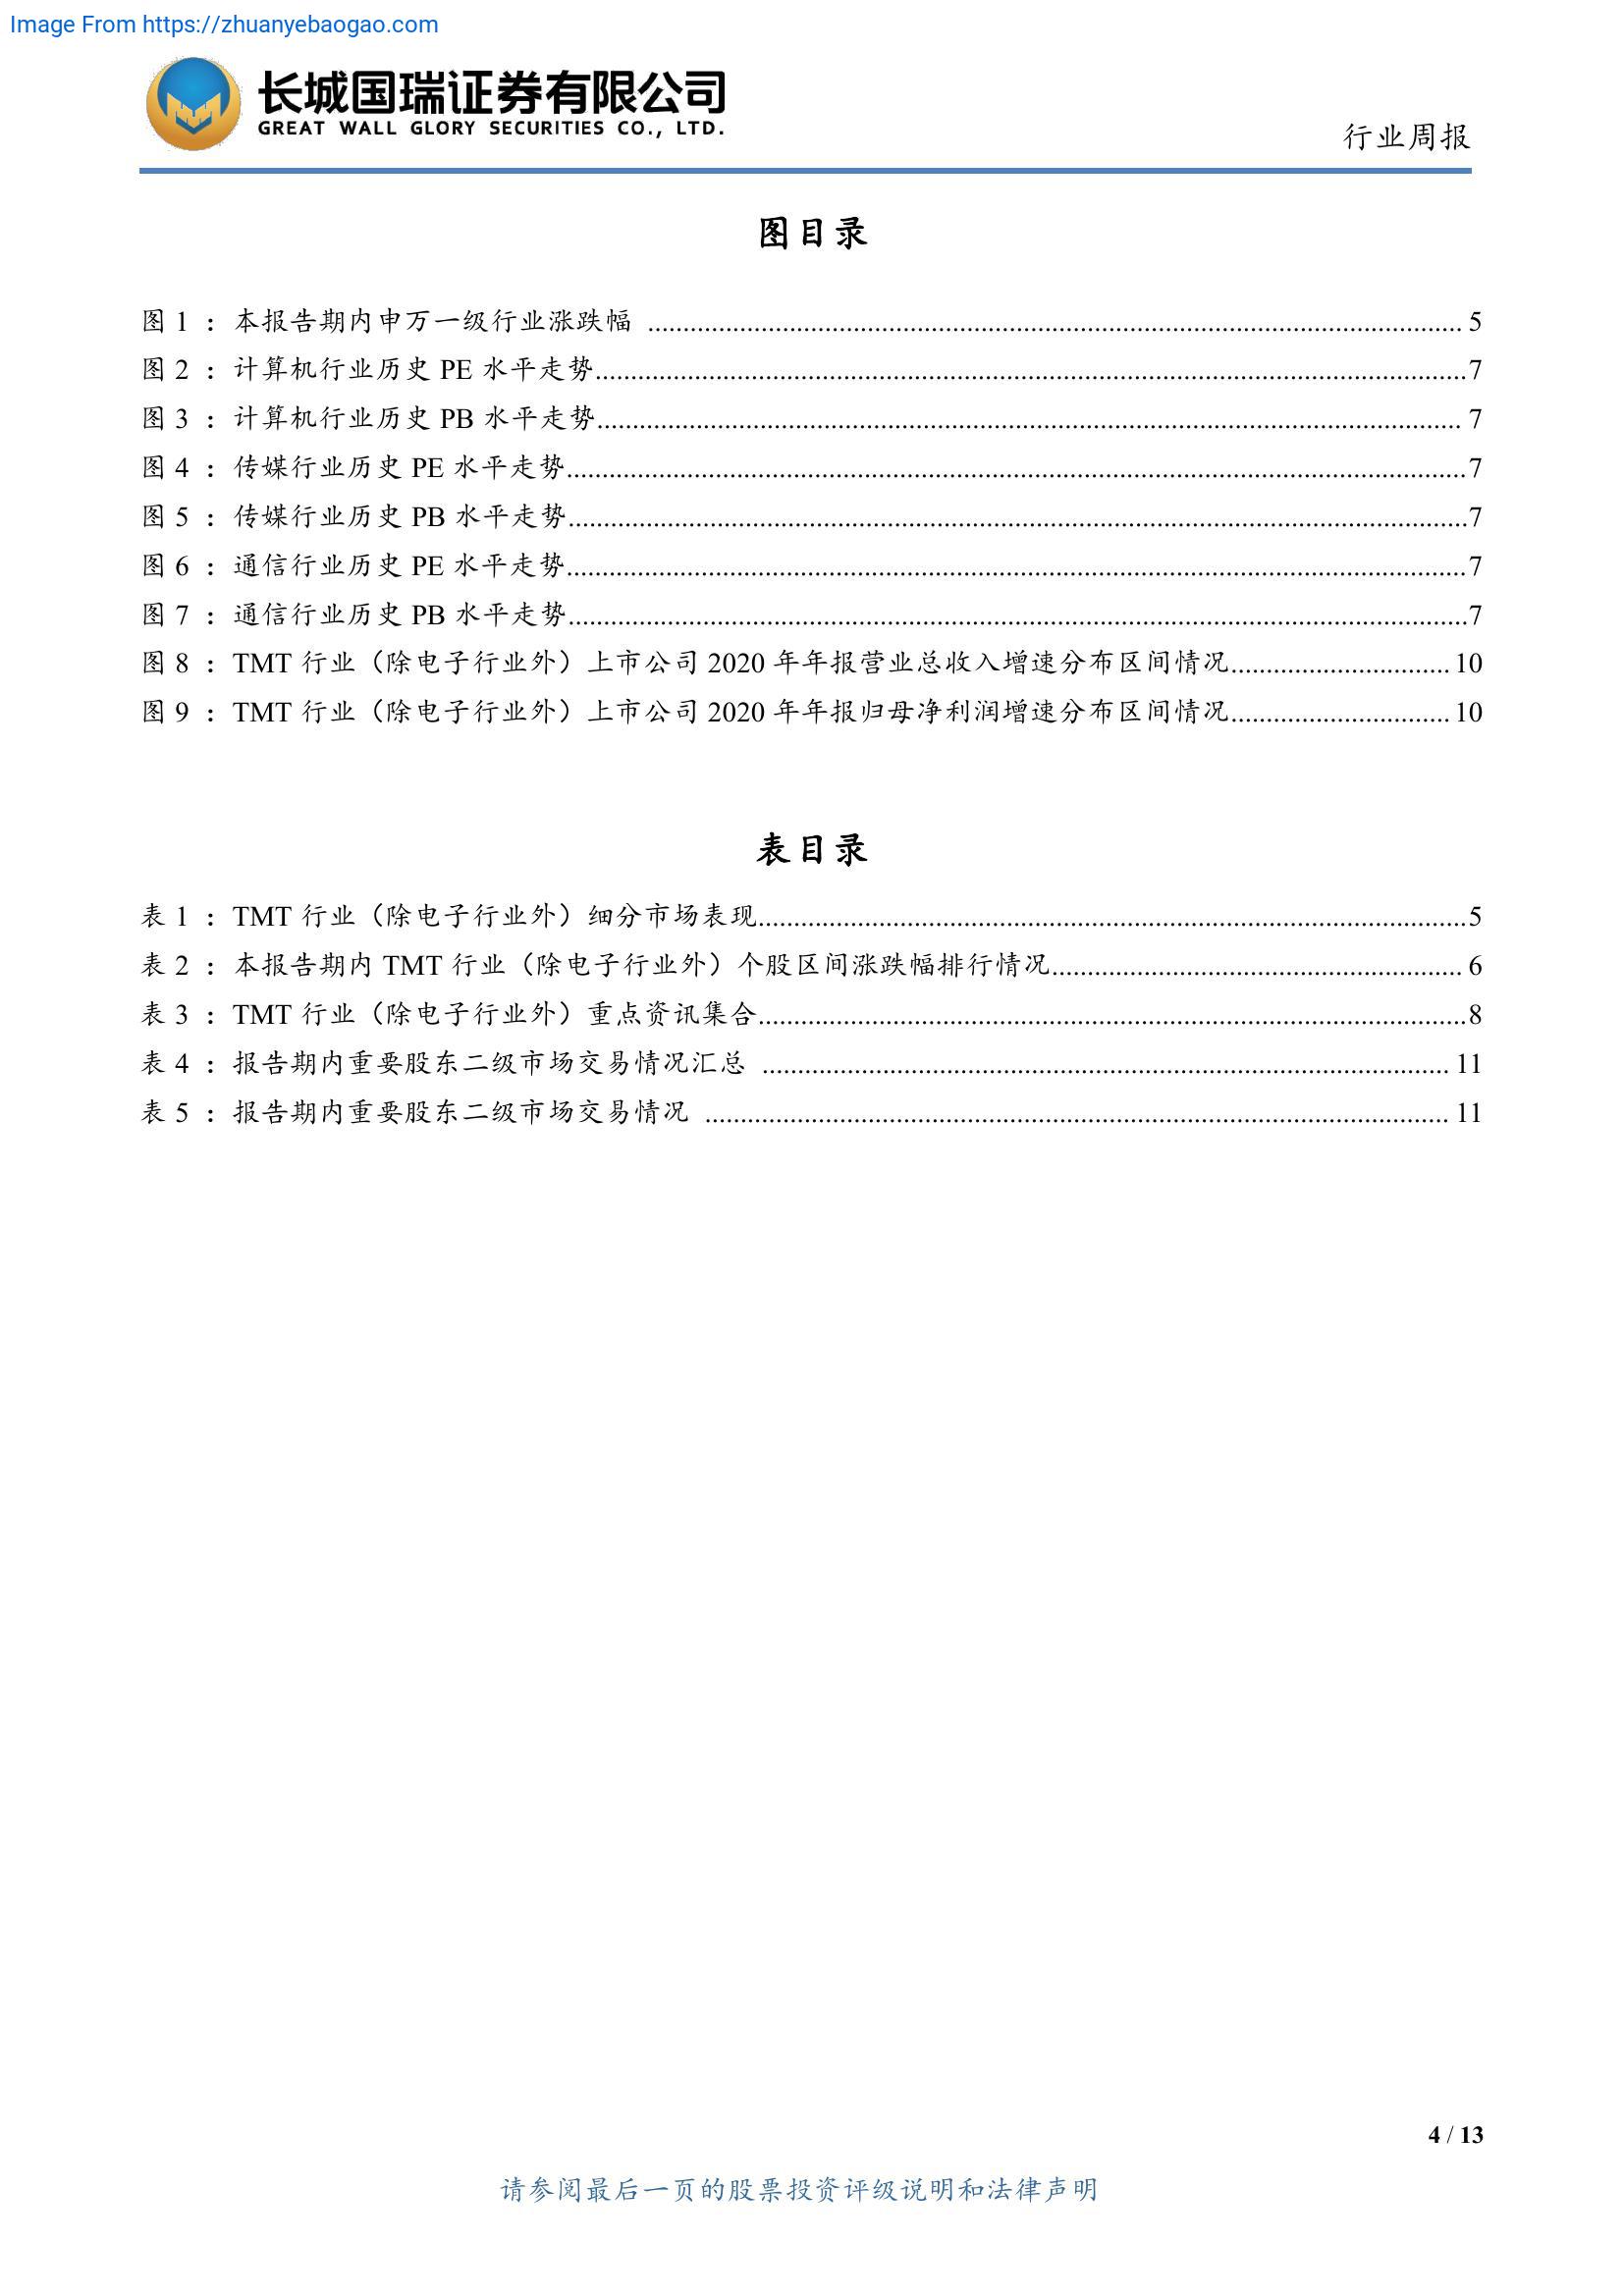 Image From https://zhuanyebaogao.com
长城国瑞证券有限公司
GREAT WALL GLORY SECURITIES CO., LTD.
行业周报
图目录
图 1 ：本报告期内申万一级行业涨跌幅 ........ 5
图 2 ：计算机行业历史 PE 水平走势........7
图 3 ：计算机行业历史 PB 水平走势........ 7
图 4 ：传媒行业历史 PE 水平走势........7
图 5 ：传媒行业历史 PB 水平走势........7
图 6 ：通信行业历史 PE 水平走势........7
图 7 ：通信行业历史 PB 水平走势........7
图 8 ：TMT 行业（除电子行业外）上市公司 2020 年年报营业总收入增速分布区间情况........ 10
图 9 ：TMT 行业（除电子行业外）上市公司 2020 年年报归母净利润增速分布区间情况........ 10
表目录
表 1 ：TMT 行业（除电子行业外）细分市场表现........5
表 2 ：本报告期内 TMT 行业（除电子行业外）个股区间涨跌幅排行情况........ 6
表 3 ：TMT 行业（除电子行业外）重点资讯集合........8
表 4 ：报告期内重要股东二级市场交易情况汇总 ........ 11
表 5 ：报告期内重要股东二级市场交易情况 ........ 11
4 / 13
请参阅最后一页的股票投资评级说明和法律声明